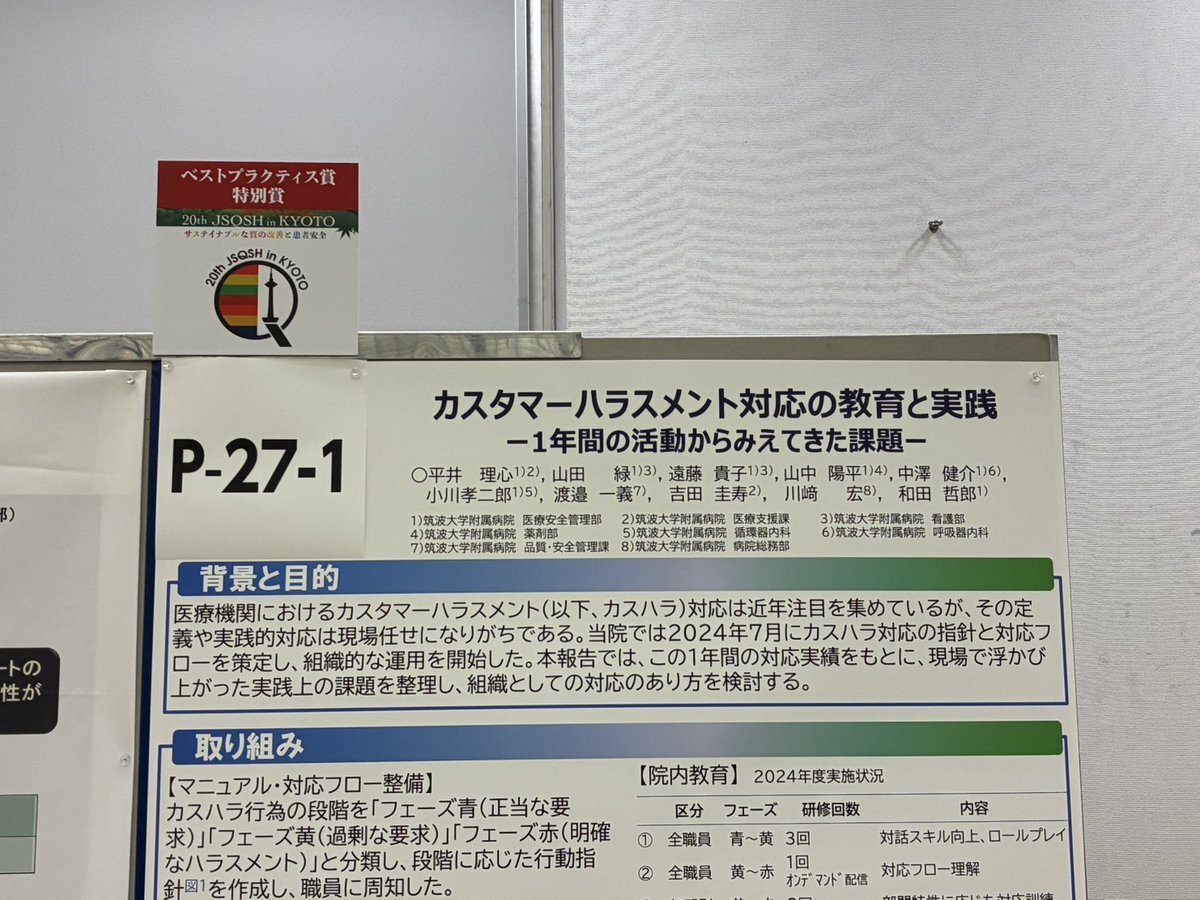 ベストプラクティス賞
特別賞
20th JSQSH in KYOTO
サステイナブルな質の改善と患者安全
20th JSQSH in KYOTO
P-27-1
カスタマーハラスメント対応の教育と実践
ー1年間の活動からみえてきた課題ー
〇平井 理心1)2), 山田 緑1)3), 遠藤 貴子1)3), 山中 陽平1)4), 中澤 健介1)6),
小川孝二郎1)5), 渡邉 一義7), 吉田 圭寿2), 川﨑 宏8), 和田 哲郎1)
1)筑波大学附属病院 医療安全管理部 2)筑波大学附属病院 医療支援課 3)筑波大学附属病院 看護部
4)筑波大学附属病院 薬剤部 5)筑波大学附属病院 循環器内科 6)筑波大学附属病院 呼吸器内科
7)筑波大学附属病院 品質・安全管理課 8)筑波大学附属病院 病院総務部
背景と目的
医療機関におけるカスタマーハラスメント(以下、カスハラ)対応は近年注目を集めているが、その定
義や実践的対応は現場任せになりがちである。当院では2024年7月にカスハラ対応の指針と対応フ
ローを策定し、組織的な運用を開始した。本報告では、この1年間の対応実績をもとに、現場で浮かび
上がった実践上の課題を整理し、組織としての対応のあり方を検討する。
取り組み
【マニュアル・対応フロー整備】
カスハラ行為の段階を「フェーズ青(正当な要
求)」「フェーズ黄(過剰な要求)」「フェーズ赤(明確
なハラスメント)」と分類し、段階に応じた行動指
針図1を作成し、職員に周知した。
【院内教育】 2024年度実施状況
区分 フェーズ 研修回数 内容
① 全職員 青～黄 3回 対話スキル向上、ロールプレイ
② 全職員 黄～赤 1回 オンデマンド配信 対応フロー理解
部門特性に応じた対応訓練
ートの
性が